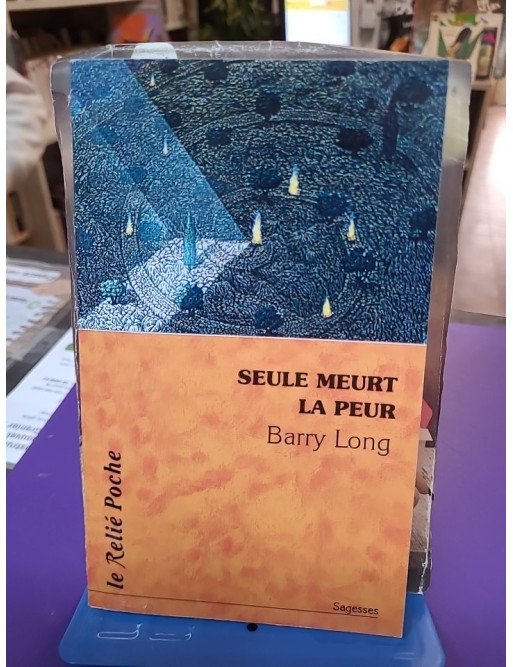 SEULE MEURT
LA PEUR
Barry Long
le Relié Poche
Sagesses